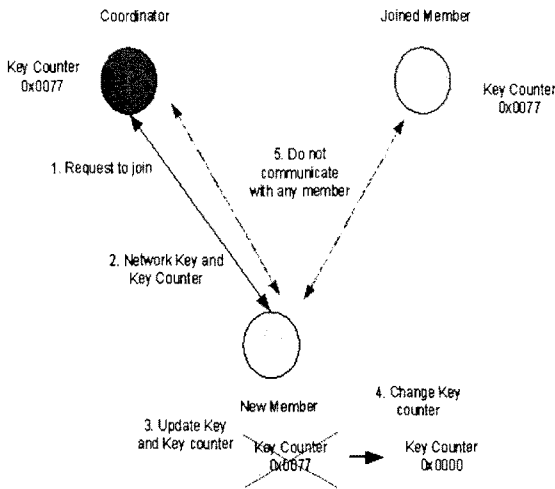 Coordinator
Joined Member
Key Counter
0x0077
Key Counter
0x0077
1. Request to join
5. Do not
communicate
with any member
2. Network Key and
Key Counter
New Member
3. Update Key
and Key counter
Key Counter
0x0077
4. Change Key
counter
Key Counter
0x0000